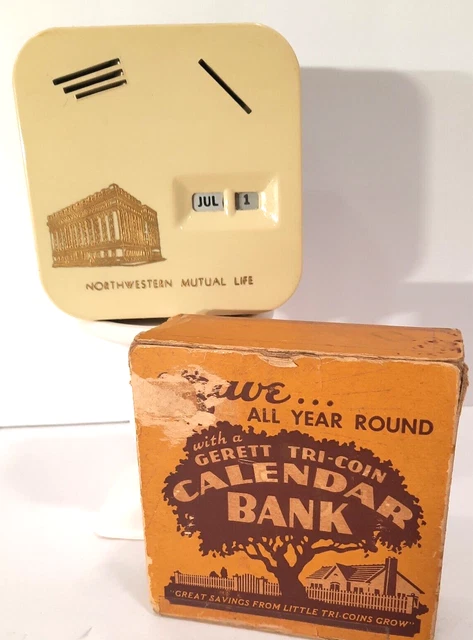 JUL 1
NORTHWESTERN MUTUAL LIFE
ALL YEAR ROUND
with a
GERETT TRI-COIN
CALENDAR
BANK
"GREAT SAVINGS FROM LITTLE TRI-COINS GROW"